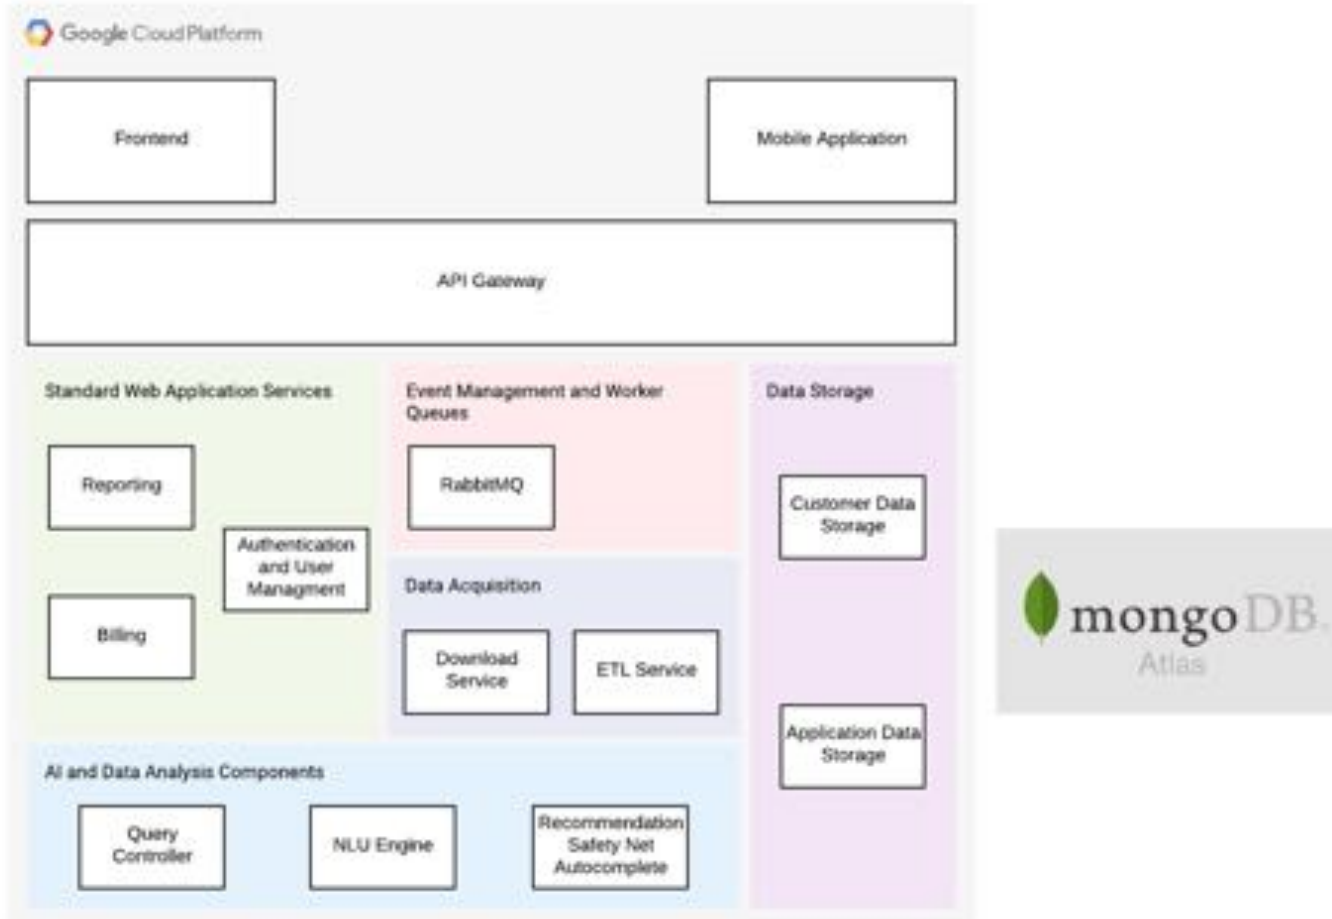 Google Cloud Platform
Frontend
Mobile Application
API Gateway
Standard Web Application Services
Reporting
Authentication
and User
Managment
Billing
Event Management and Worker
Queues
RabbitMQ
Data Acquisition
Download
Service
ETL Service
Data Storage
Customer Data
Storage
Application Data
Storage
AI and Data Analysis Components
Query
Controller
NLU Engine
Recommendation
Safety Net
Autocomplete
mongoDB.
Atlas